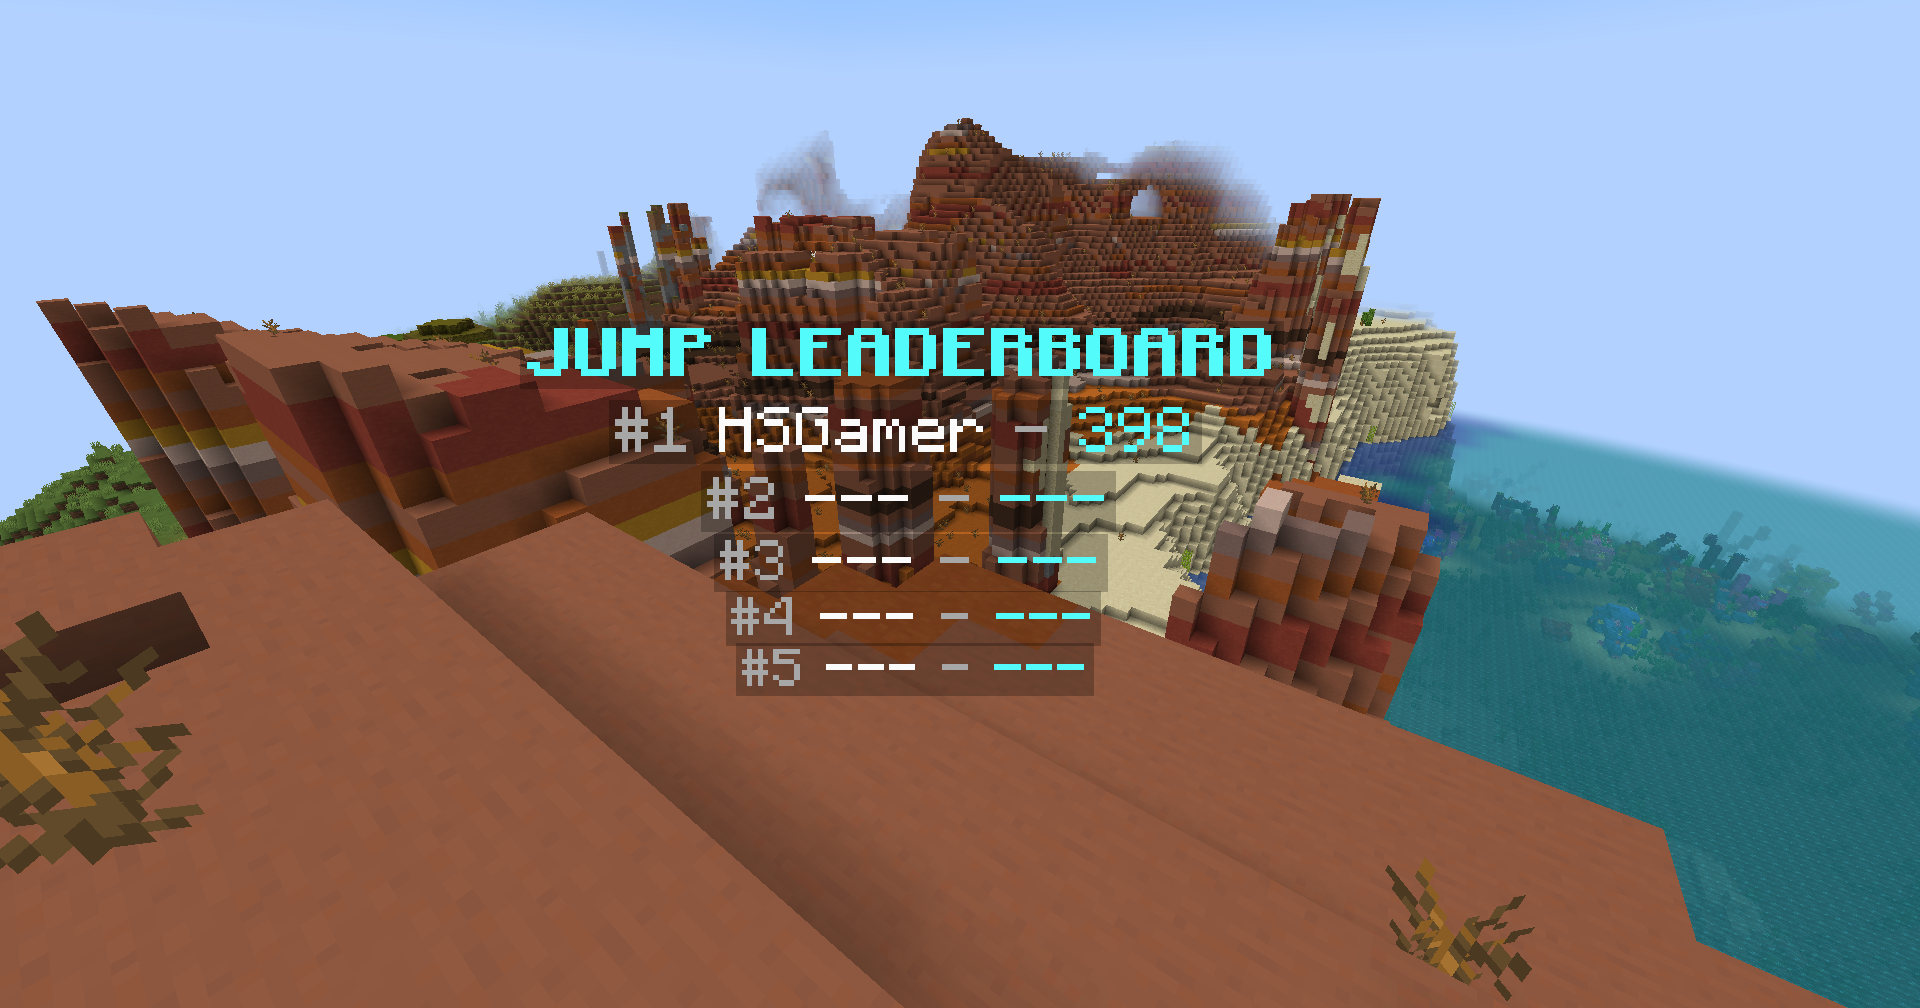 JUMP LEADERBOARD
#1 HSGamer - 398
#2 --- - ---
#3 --- - ---
#4 --- - ---
#5 --- - ---